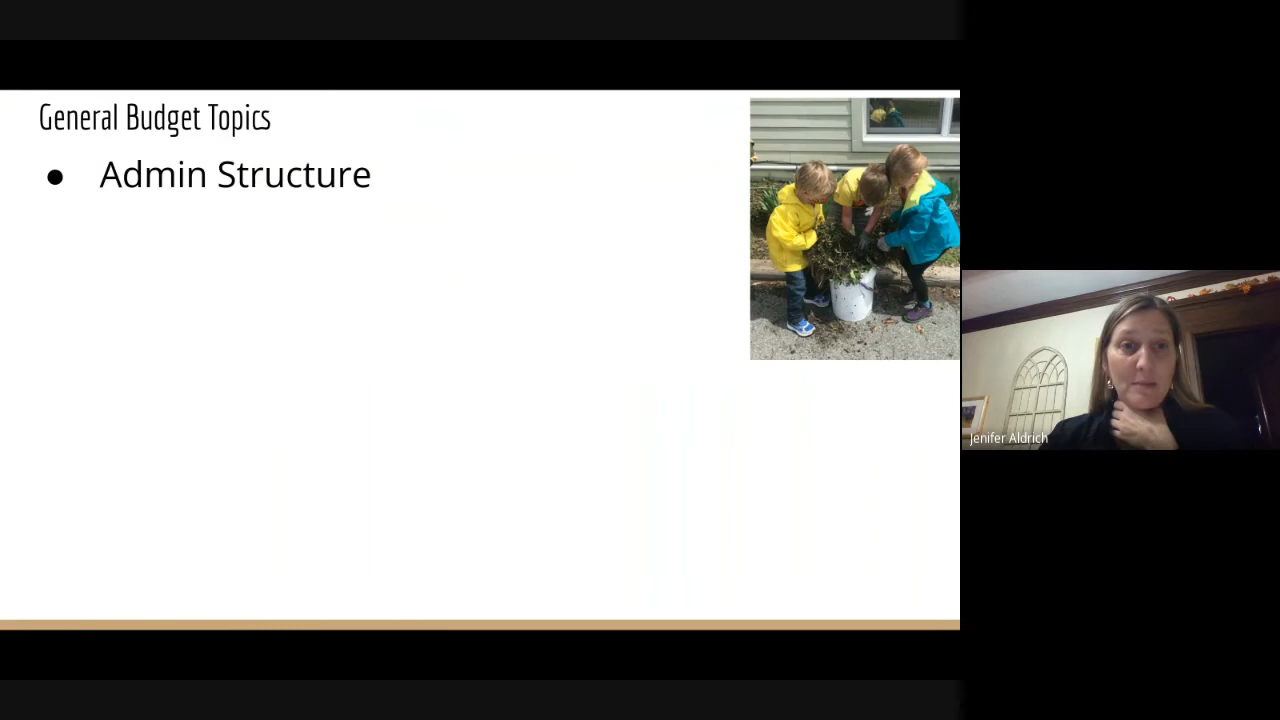 General Budget Topics
● Admin Structure
Jenifer Aldrich